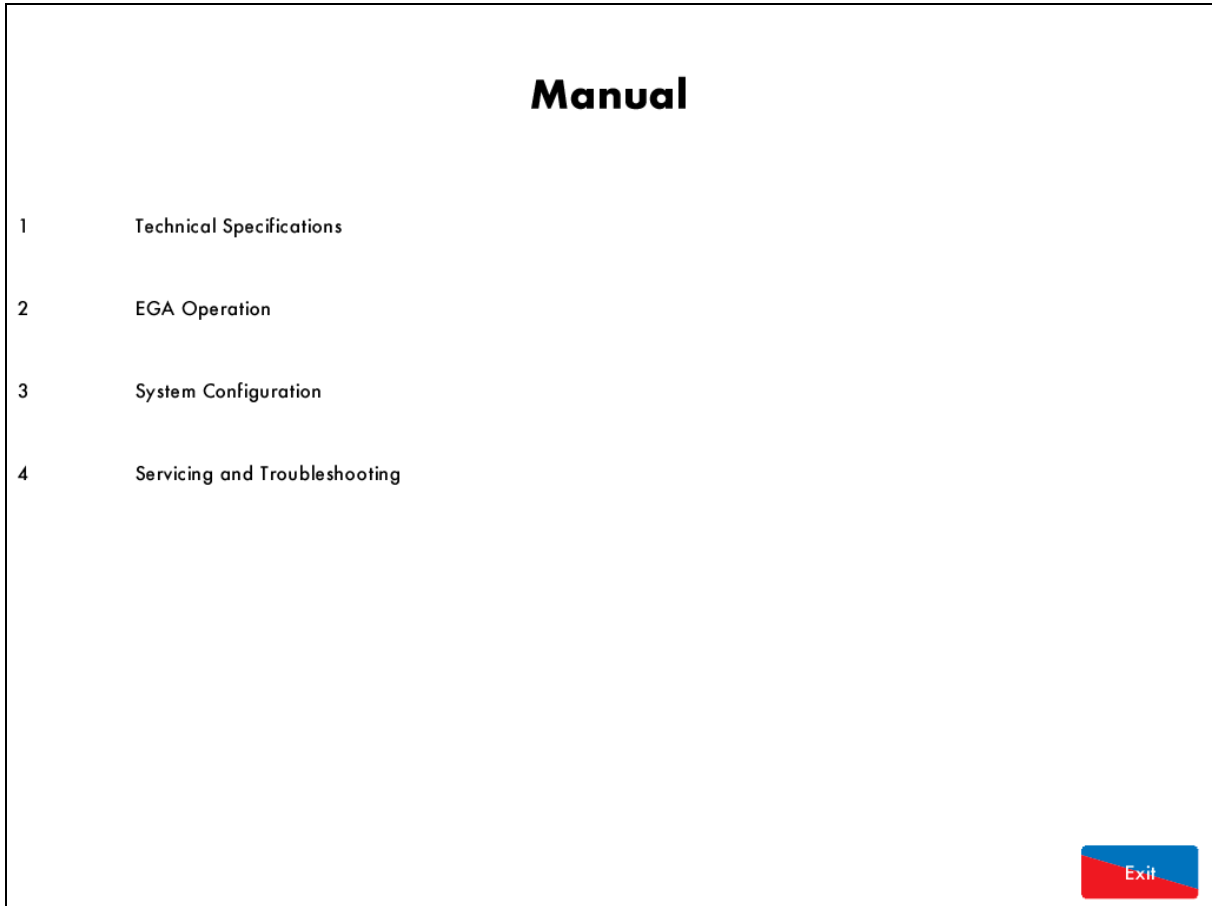 Manual
1 Technical Specifications
2 EGA Operation
3 System Configuration
4 Servicing and Troubleshooting
Exit